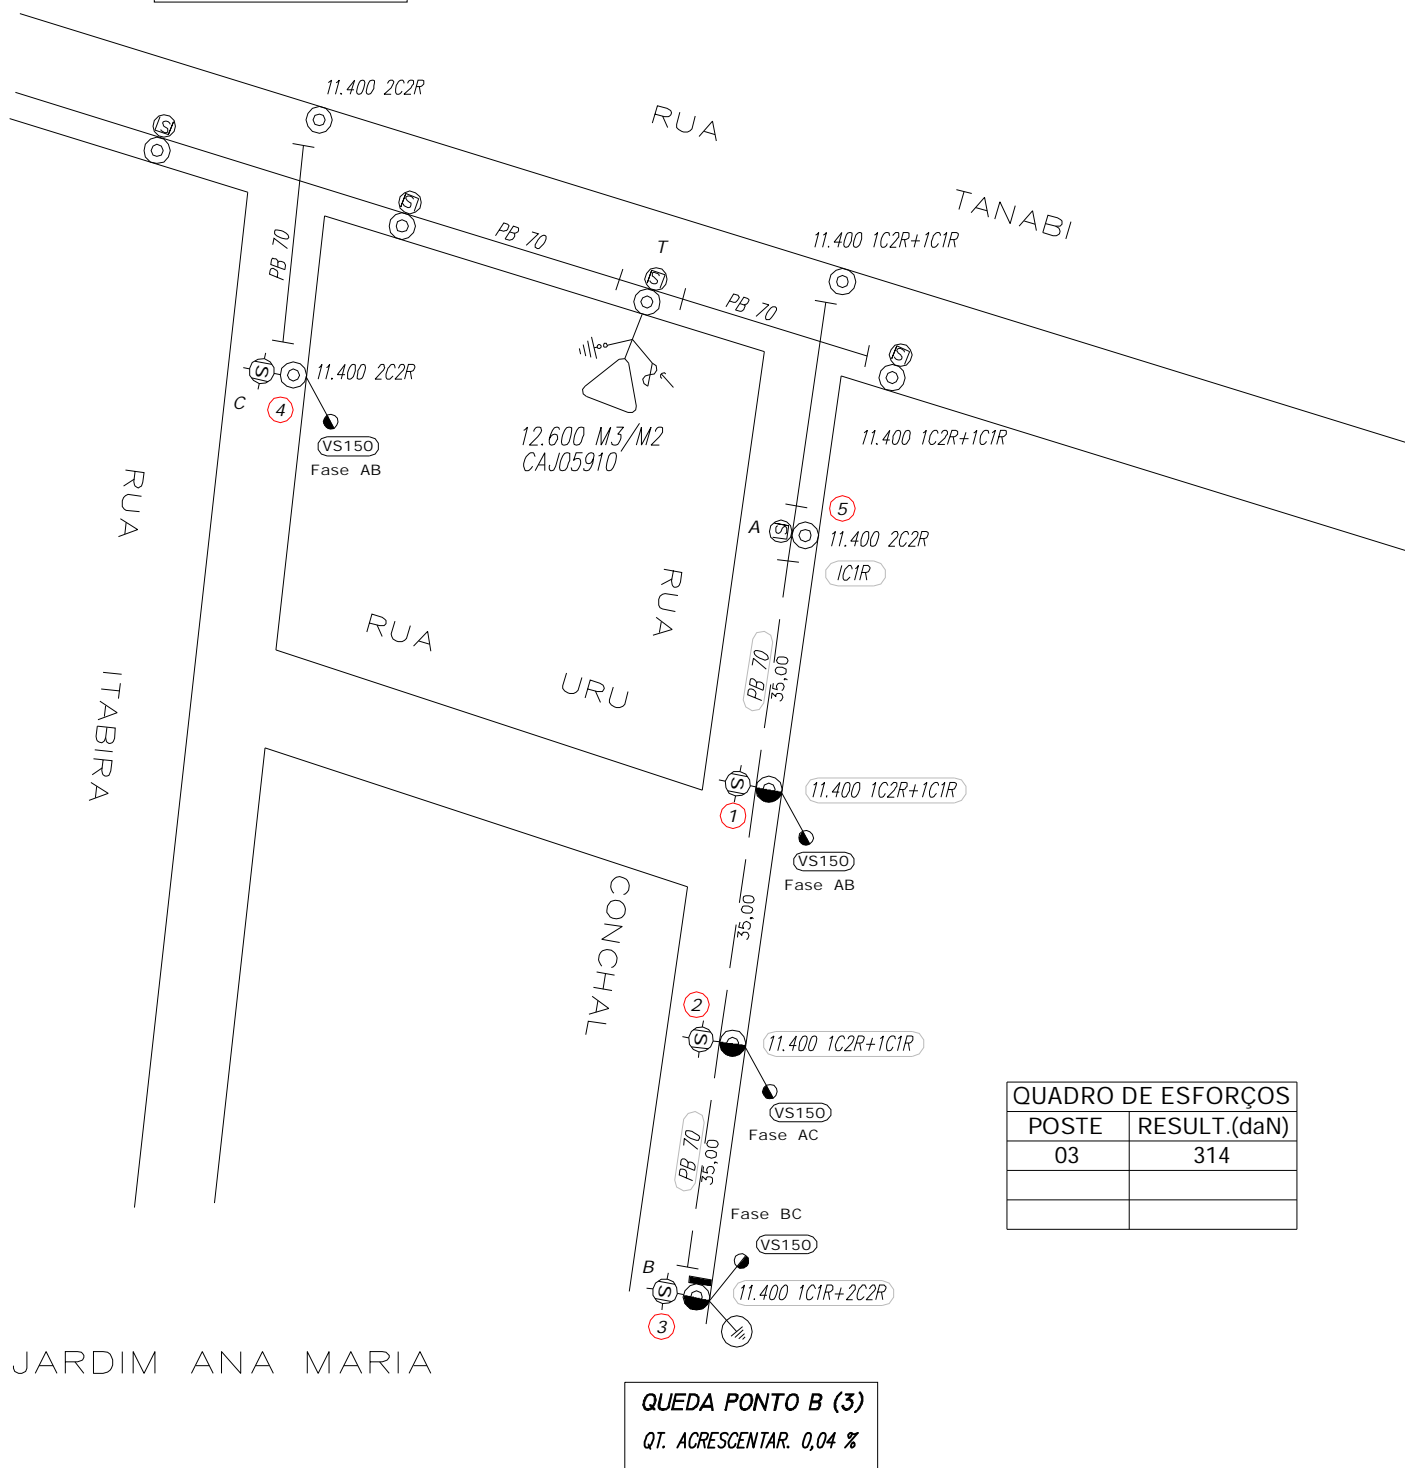 11.400 2C2R
RUA
TANABI
PB 70
T
11.400 1C2R+1C1R
PB 70
PB 70
11.400 2C2R
C
4
VS150
Fase AB
12.600 M3/M2
CAJ05910
11.400 1C2R+1C1R
5
A
11.400 2C2R
IC1R
RUA
RUA
RUA
URU
PB 70
35,00
ITABIRA
11.400 1C2R+1C1R
1
VS150
Fase AB
35,00
CONCHAL
2
11.400 1C2R+1C1R
VS150
Fase AC
PB 70
35,00
QUADRO DE ESFORÇOS
POSTE RESULT.(daN)
03 314
Fase BC
VS150
B
11.400 1C1R+2C2R
3
JARDIM ANA MARIA
QUEDA PONTO B (3)
QT. ACRESCENTAR. 0,04 %